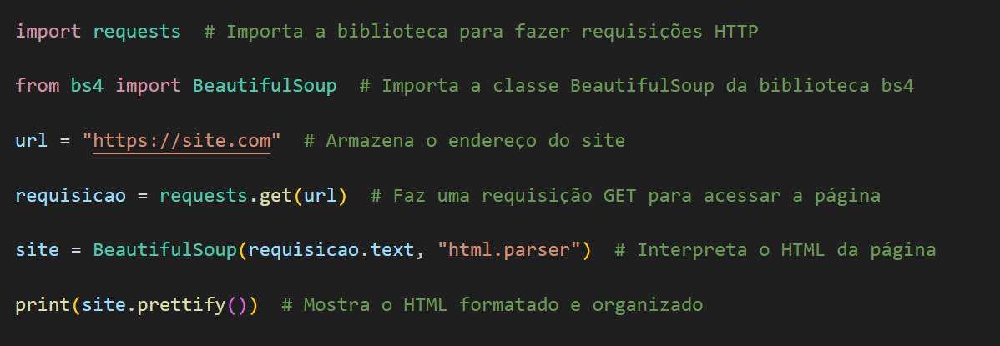 import requests  # Importa a biblioteca para fazer requisições HTTP
from bs4 import BeautifulSoup  # Importa a classe BeautifulSoup da biblioteca bs4
url = "https://site.com"  # Armazena o endereço do site
requisicao = requests.get(url)  # Faz uma requisição GET para acessar a página
site = BeautifulSoup(requisicao.text, "html.parser")  # Interpreta o HTML da página
print(site.prettify())  # Mostra o HTML formatado e organizado